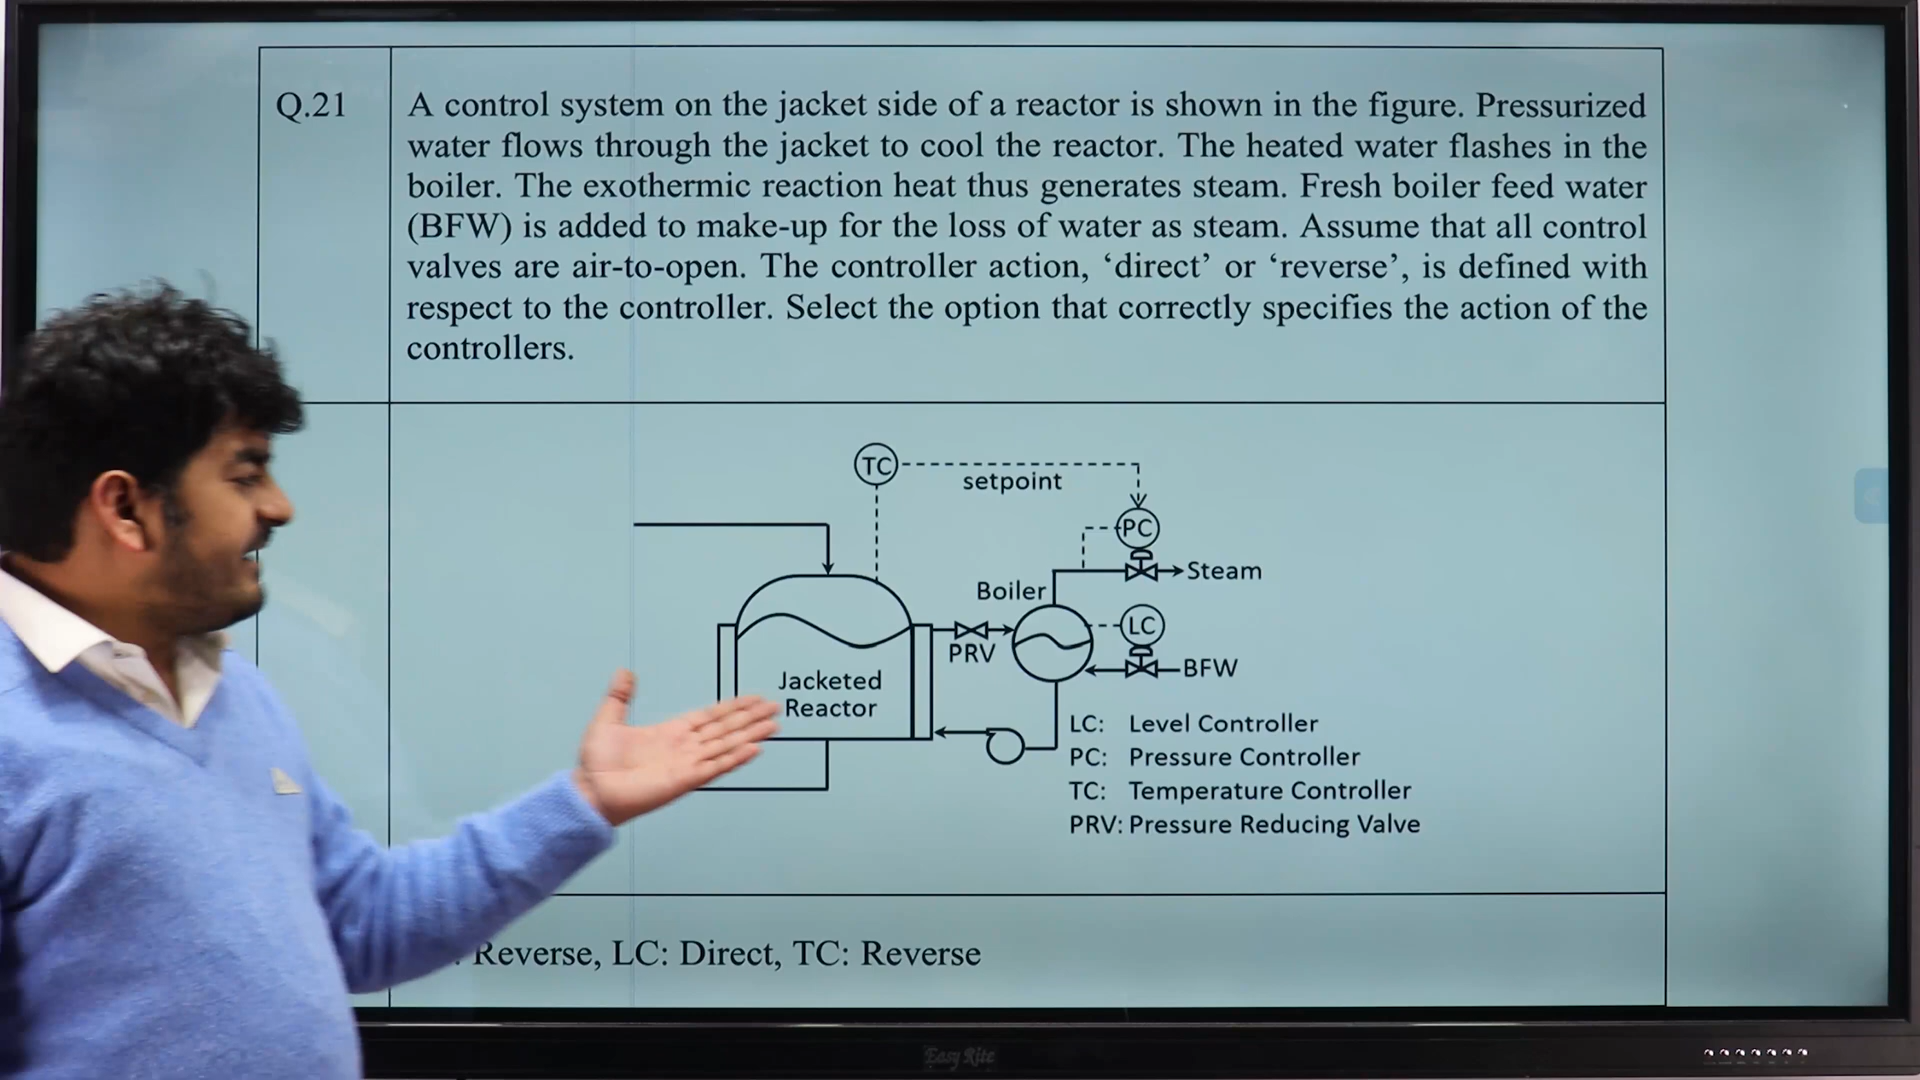 Q.21
A control system on the jacket side of a reactor is shown in the figure. Pressurized
water flows through the jacket to cool the reactor. The heated water flashes in the
boiler. The exothermic reaction heat thus generates steam. Fresh boiler feed water
(BFW) is added to make-up for the loss of water as steam. Assume that all control
valves are air-to-open. The controller action, ‘direct’ or ‘reverse’, is defined with
respect to the controller. Select the option that correctly specifies the action of the
controllers.
TC
setpoint
PC
Steam
Boiler
LC
PRV
BFW
Jacketed
Reactor
LC: Level Controller
PC: Pressure Controller
TC: Temperature Controller
PRV: Pressure Reducing Valve
: Reverse, LC: Direct, TC: Reverse
EasyRite